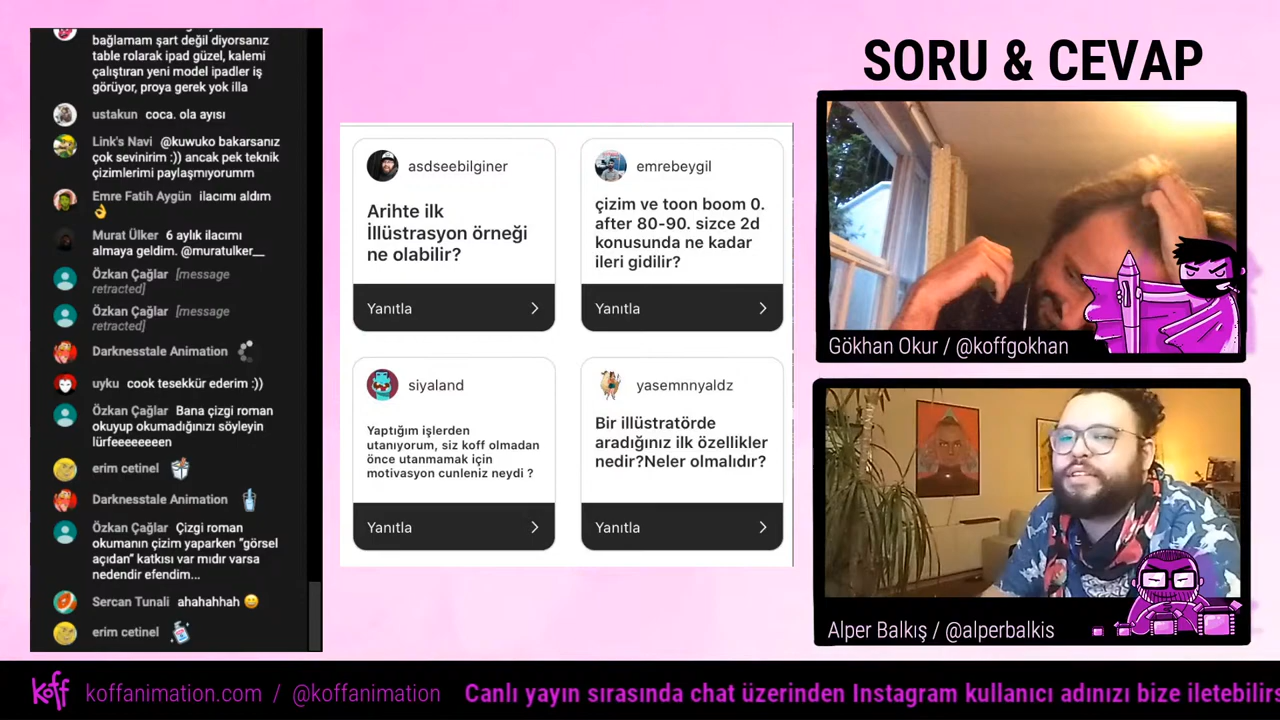 bağlamam şart değil diyorsanız
table rolarak ipad güzel, kalemi
çalıştıran yeni model ipadler iş
görüyor, proya gerek yok illa
ustakun coca. ola ayısı
Link's Navi @kuwuko bakarsanız
çok sevinirim :)) ancak pek teknik
çizimlerimi paylaşmıyorumm
Emre Fatih Aygün ilacımı aldım
👌
Murat Ülker 6 aylık ilacımı
almaya geldim. @muratulker__
Özkan Çağlar [message
retracted]
Özkan Çağlar [message
retracted]
Darknesstale Animation
uyku cook tesekkür ederim :))
Özkan Çağlar Bana çizgi roman
okuyup okumadığınızı söyleyin
lürfeeeeeeeen
erim cetinel
Darknesstale Animation
Özkan Çağlar Çizgi roman
okumanın çizim yaparken "görsel
açıdan" katkısı var mıdır varsa
nedendir efendim...
Sercan Tunali ahahahhah 😄
erim cetinel
asdseebilginer
Arihte ilk
İllüstrasyon örneği
ne olabilir?
Yanıtla
emrebeygil
çizim ve toon boom 0.
after 80-90. sizce 2d
konusunda ne kadar
ileri gidilir?
Yanıtla
siyaland
Yaptığım işlerden
utanıyorum, siz koff olmadan
önce utanmamak için
motivasyon cunleniz neydi ?
Yanıtla
yasemnnyaldz
Bir illüstratörde
aradığınız ilk özellikler
nedir?Neler olmalıdır?
Yanıtla
SORU & CEVAP
Gökhan Okur / @koffgokhan
Alper Balkış / @alperbalkis
koff koffanimation.com / @koffanimation Canlı yayın sırasında chat üzerinden Instagram kullanıcı adınızı bize iletebilirs